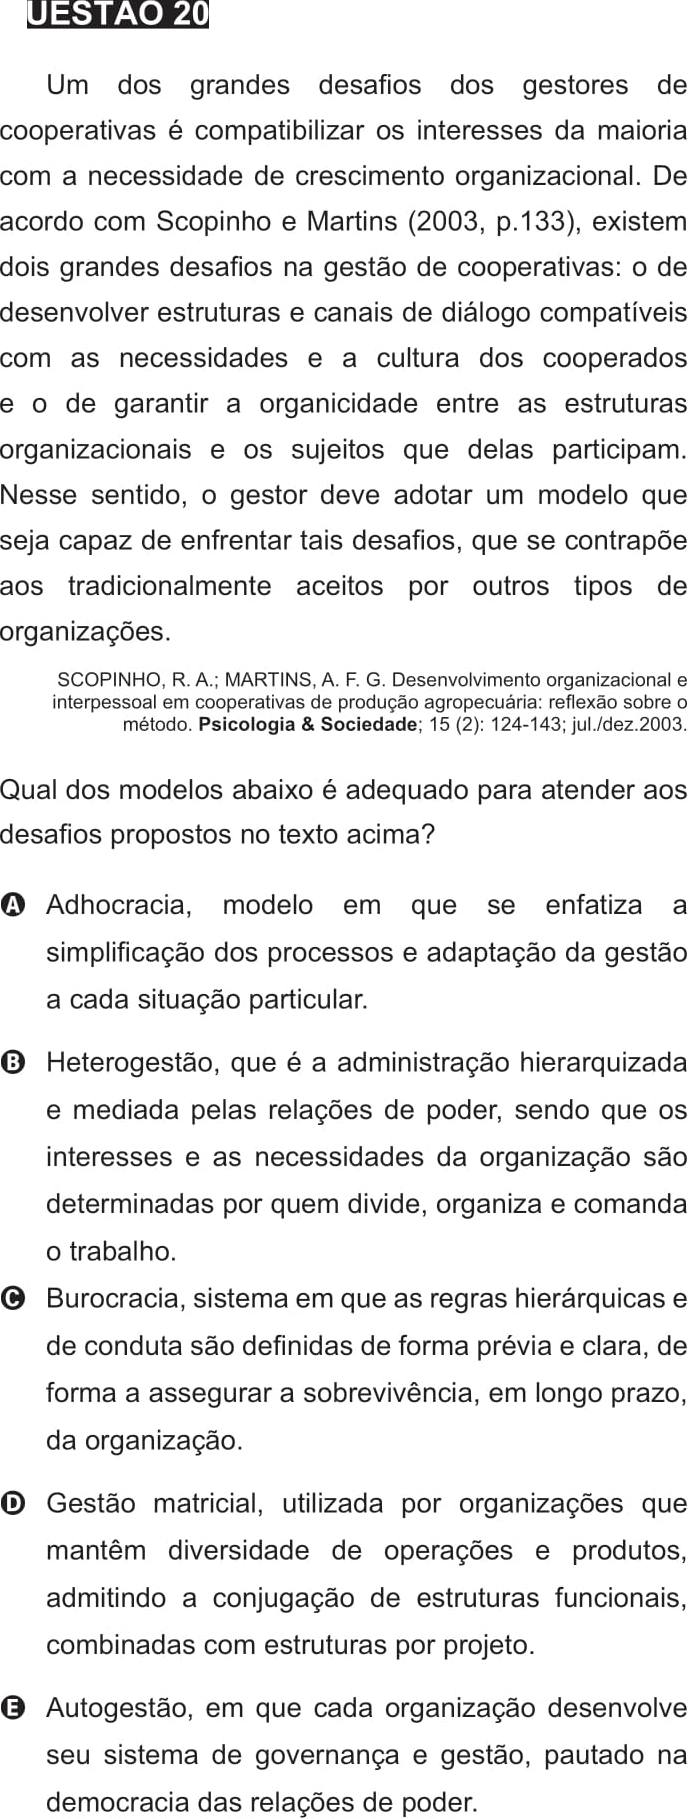 UESTÃO 20
Um dos grandes desafios dos gestores de
cooperativas é compatibilizar os interesses da maioria
com a necessidade de crescimento organizacional. De
acordo com Scopinho e Martins (2003, p.133), existem
dois grandes desafios na gestão de cooperativas: o de
desenvolver estruturas e canais de diálogo compatíveis
com as necessidades e a cultura dos cooperados
e o de garantir a organicidade entre as estruturas
organizacionais e os sujeitos que delas participam.
Nesse sentido, o gestor deve adotar um modelo que
seja capaz de enfrentar tais desafios, que se contrapõe
aos tradicionalmente aceitos por outros tipos de
organizações.
SCOPINHO, R. A.; MARTINS, A. F. G. Desenvolvimento organizacional e
interpessoal em cooperativas de produção agropecuária: reflexão sobre o
método. Psicologia & Sociedade; 15 (2): 124-143; jul./dez.2003.
Qual dos modelos abaixo é adequado para atender aos
desafios propostos no texto acima?
A Adhocracia, modelo em que se enfatiza a
simplificação dos processos e adaptação da gestão
a cada situação particular.
B Heterogestão, que é a administração hierarquizada
e mediada pelas relações de poder, sendo que os
interesses e as necessidades da organização são
determinadas por quem divide, organiza e comanda
o trabalho.
C Burocracia, sistema em que as regras hierárquicas e
de conduta são definidas de forma prévia e clara, de
forma a assegurar a sobrevivência, em longo prazo,
da organização.
D Gestão matricial, utilizada por organizações que
mantêm diversidade de operações e produtos,
admitindo a conjugação de estruturas funcionais,
combinadas com estruturas por projeto.
E Autogestão, em que cada organização desenvolve
seu sistema de governança e gestão, pautado na
democracia das relações de poder.